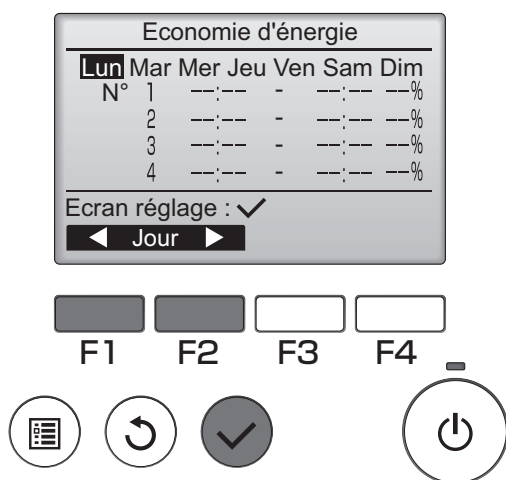 Economie d'énergie
Lun Mar Mer Jeu Ven Sam Dim
N° 1 --:-- - --:-- --%
2 --:-- - --:-- --%
3 --:-- - --:-- --%
4 --:-- - --:-- --%
Ecran réglage : ✓
◀ Jour ▶
F1 F2 F3 F4